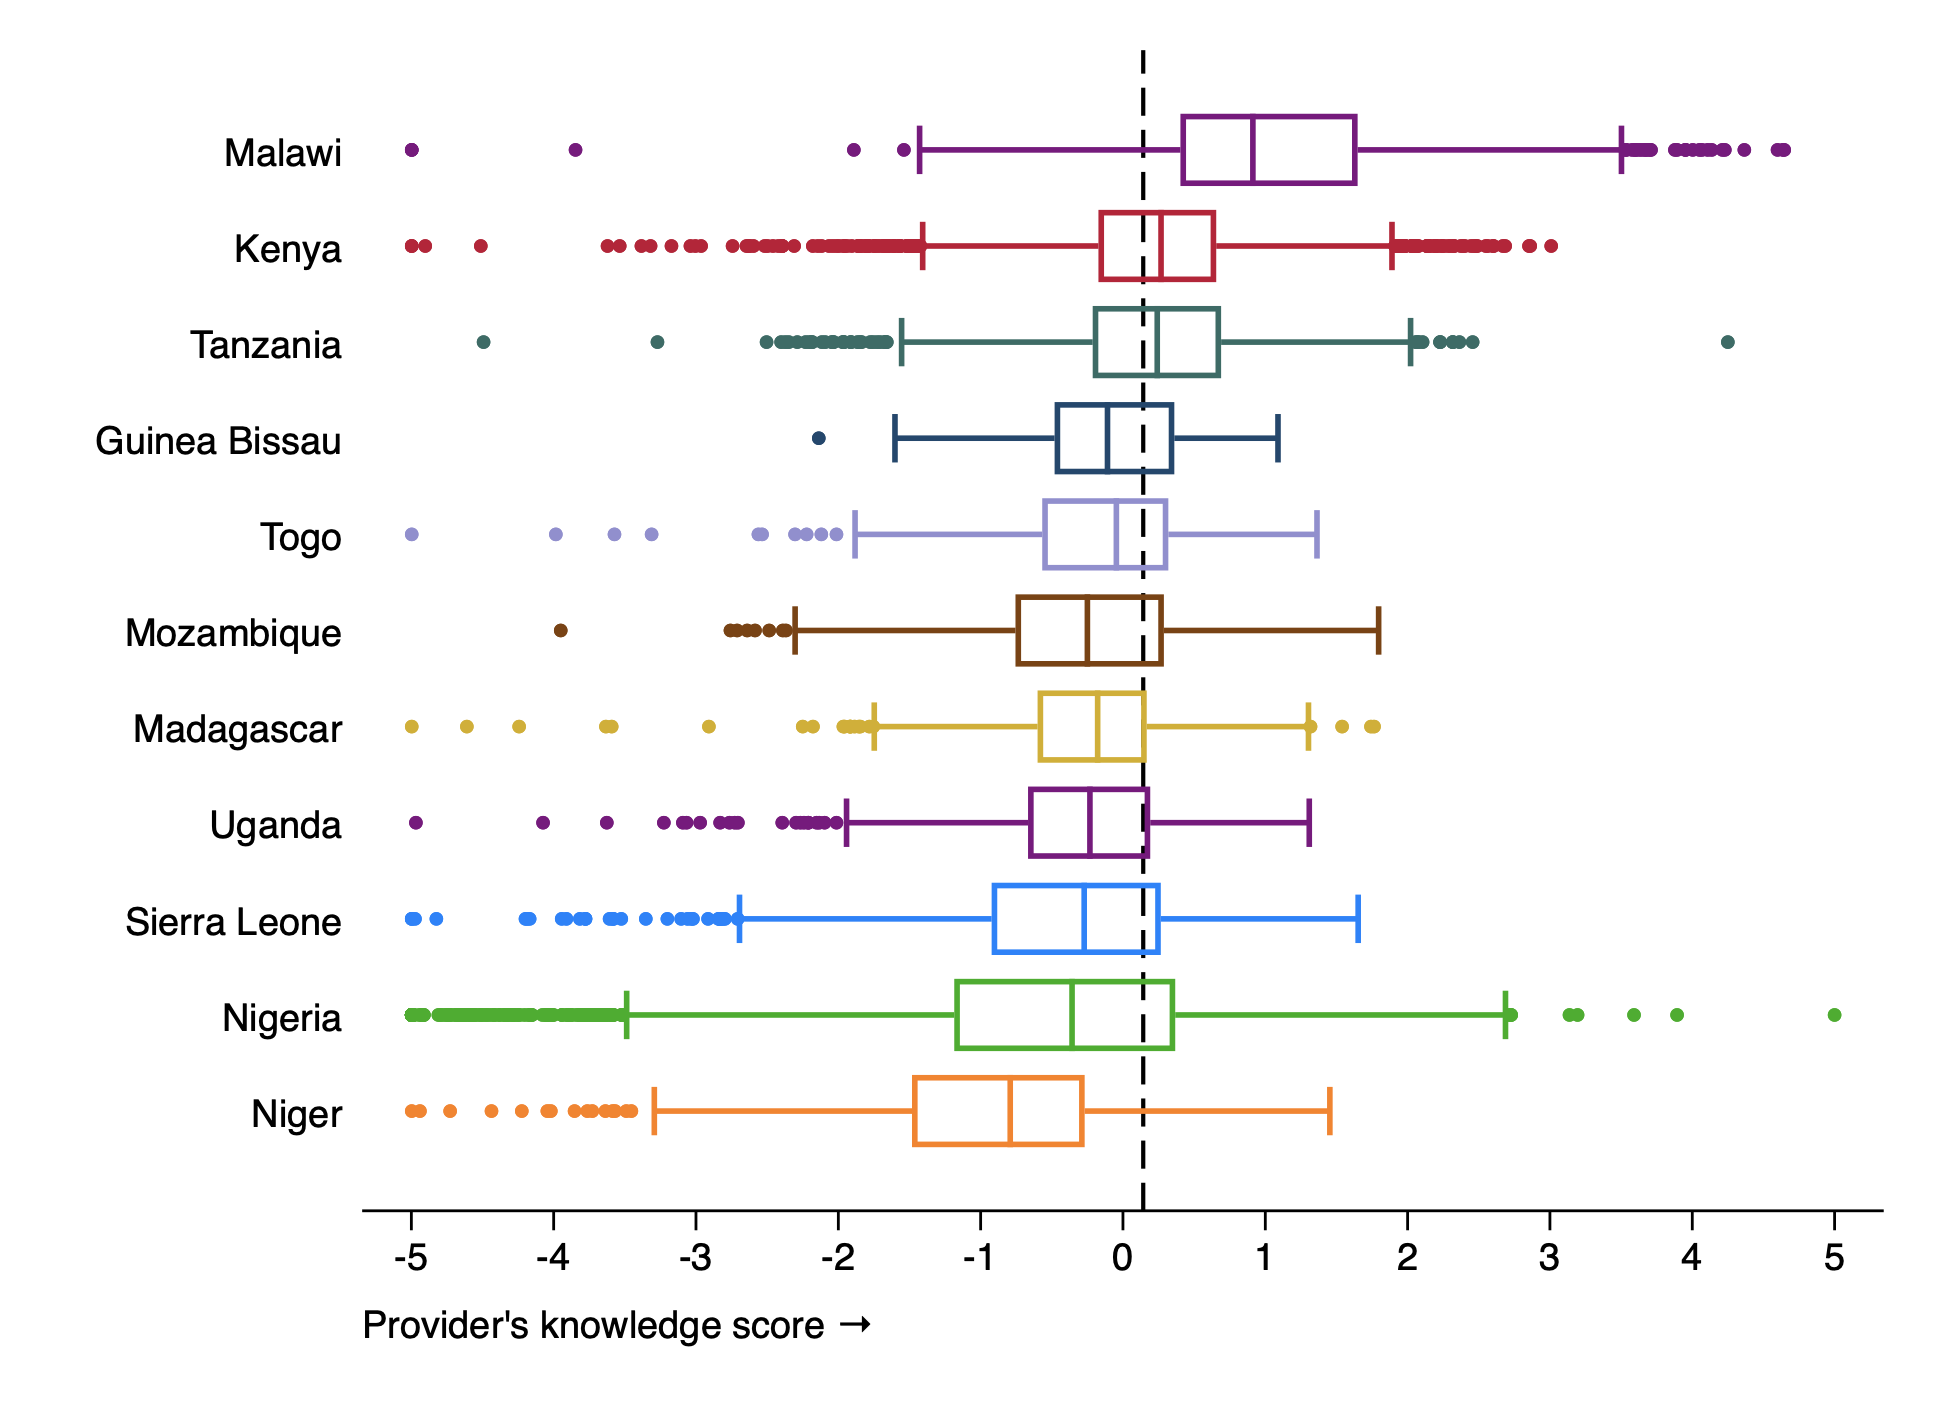 Malawi
Kenya
Tanzania
Guinea Bissau
Togo
Mozambique
Madagascar
Uganda
Sierra Leone
Nigeria
Niger
-5 -4 -3 -2 -1 0 1 2 3 4 5
Provider's knowledge score →